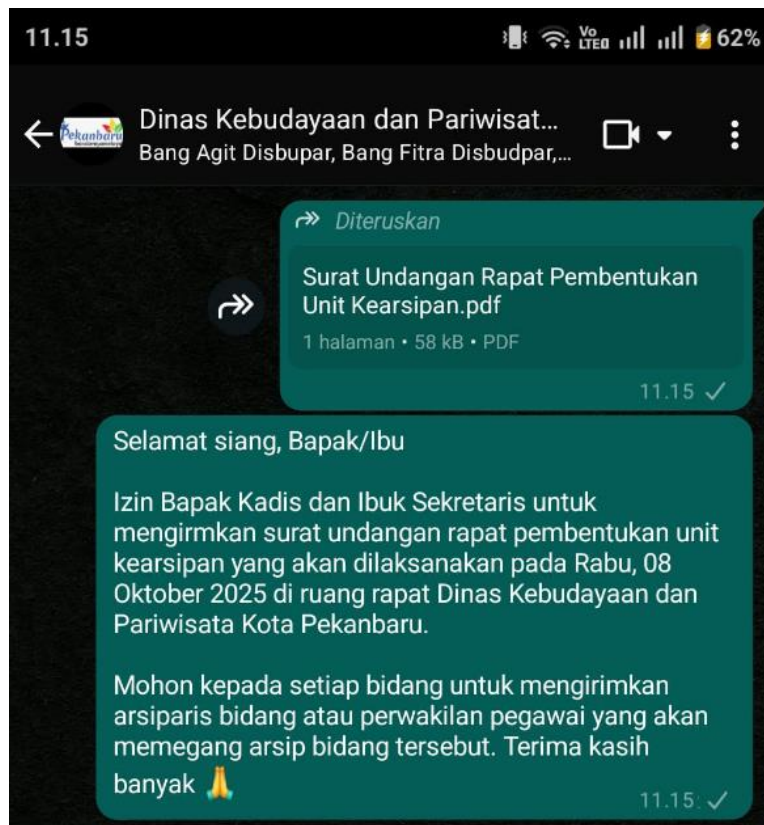 11.15
Vo
LTE
62%
Dinas Kebudayaan dan Pariwisat...
Pekanbaru
Bang Agit Disbupar, Bang Fitra Disbudpar,...
Diteruskan
Surat Undangan Rapat Pembentukan
Unit Kearsipan.pdf
1 halaman • 58 kB • PDF
11.15
Selamat siang, Bapak/Ibu
Izin Bapak Kadis dan Ibuk Sekretaris untuk
mengirmkan surat undangan rapat pembentukan unit
kearsipan yang akan dilaksanakan pada Rabu, 08
Oktober 2025 di ruang rapat Dinas Kebudayaan dan
Pariwisata Kota Pekanbaru.
Mohon kepada setiap bidang untuk mengirimkan
arsiparis bidang atau perwakilan pegawai yang akan
memegang arsip bidang tersebut. Terima kasih
banyak 🙏
11.15